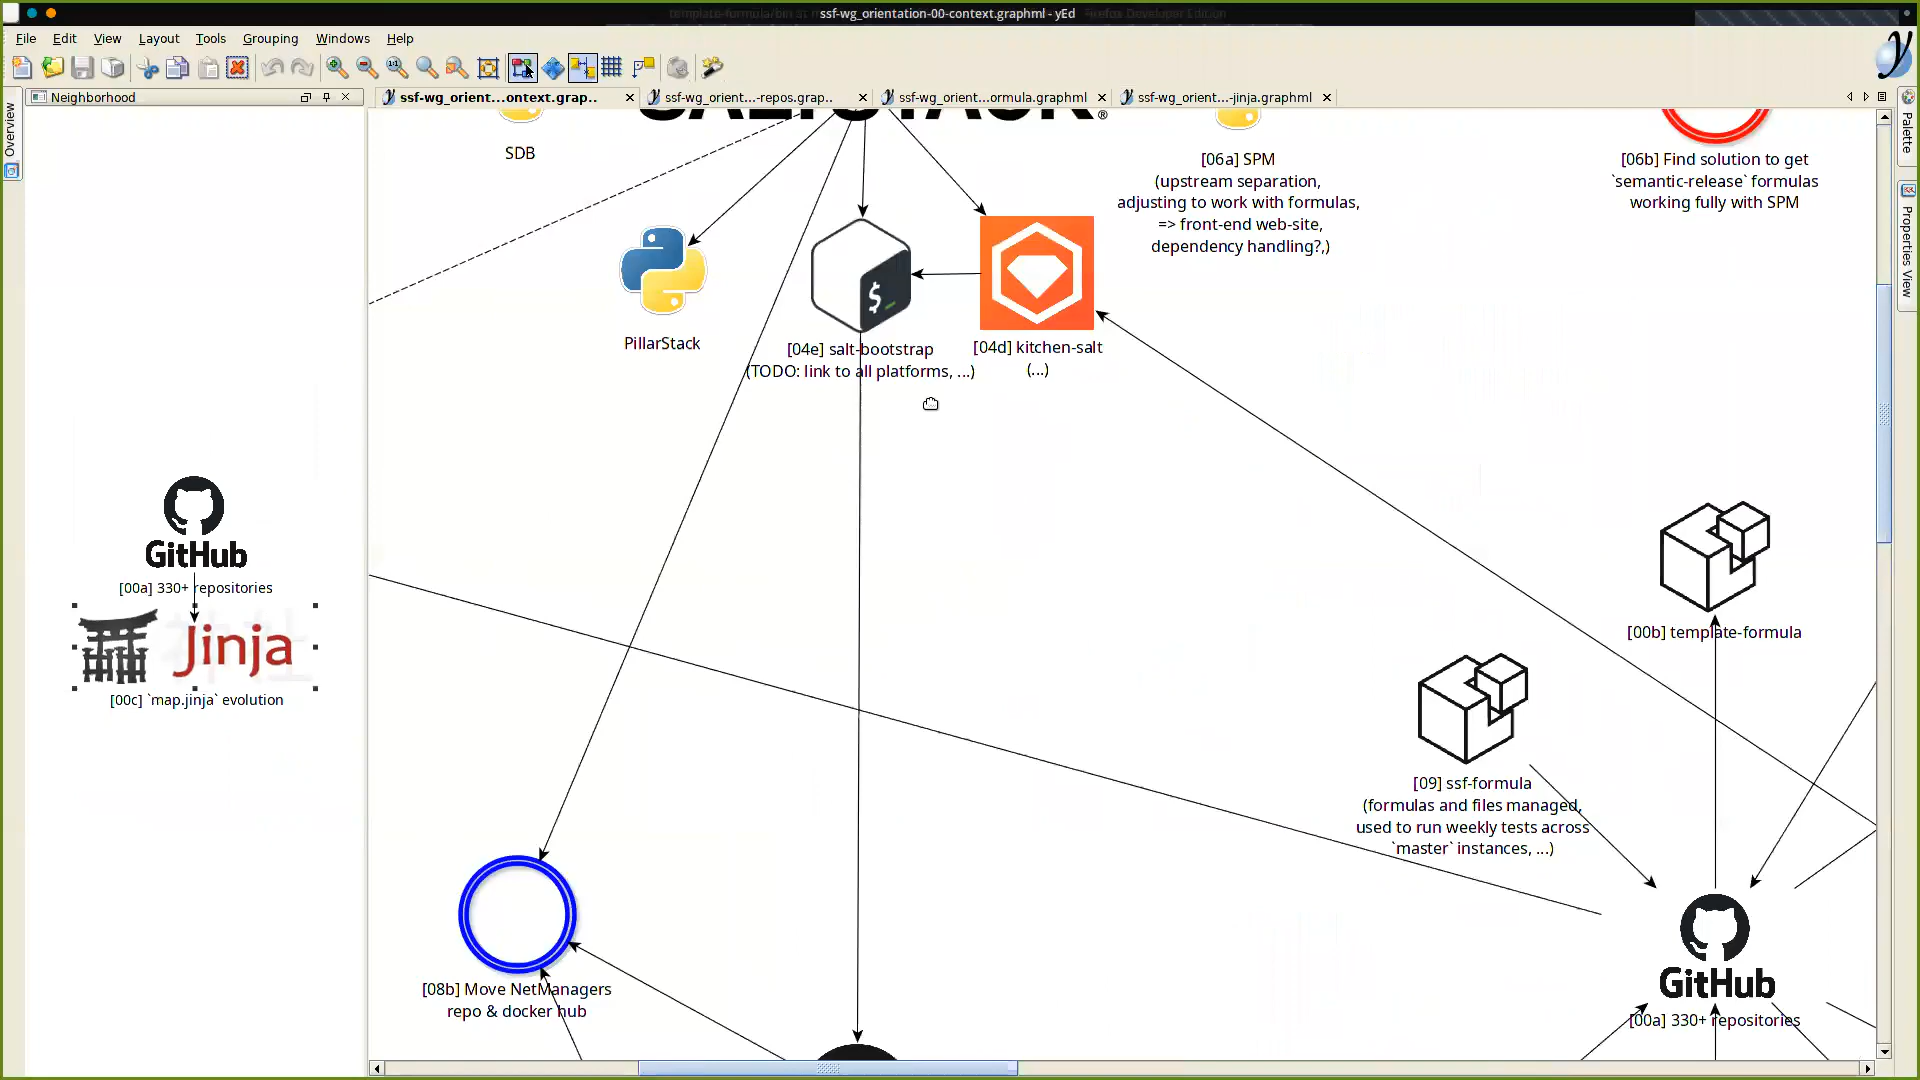 ssf-wg_orientation-00-context.graphml - yEd
File Edit View Layout Tools Grouping Windows Help
Neighborhood
ssf-wg_orient...ontext.grap..
ssf-wg_orient...-repos.grap..
ssf-wg_orient...ormula.graphml
ssf-wg_orient...-jinja.graphml
Overview
Palette
Properties View
SALTSTACK®
SDB
[06a] SPM
(upstream separation,
adjusting to work with formulas,
=> front-end web-site,
dependency handling?,)
[06b] Find solution to get
`semantic-release` formulas
working fully with SPM
PillarStack
$_
[04e] salt-bootstrap
(TODO: link to all platforms, ...)
[04d] kitchen-salt
(...)
GitHub
[00a] 330+ repositories
Jinja
[00c] `map.jinja` evolution
[00b] template-formula
[09] ssf-formula
(formulas and files managed,
used to run weekly tests across
`master` instances, ...)
[08b] Move NetManagers
repo & docker hub
GitHub
[00a] 330+ repositories